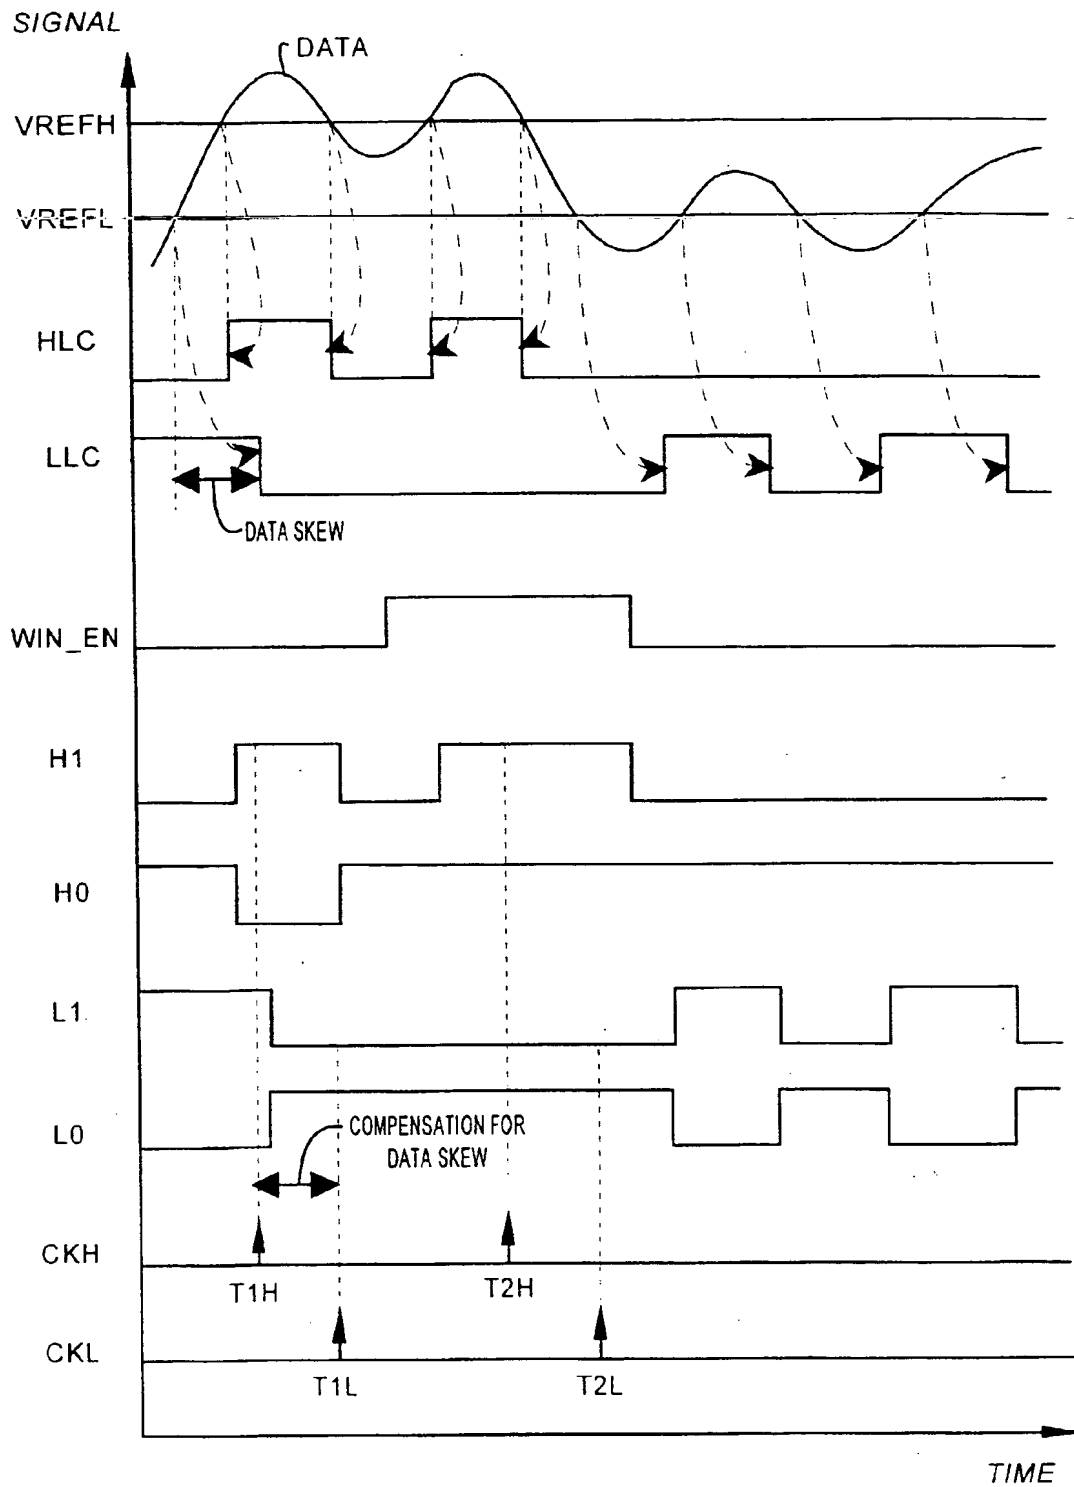 SIGNAL
DATA
VREFH
VREFL
HLC
LLC
DATA SKEW
WIN_EN
H1
H0
L1
L0
COMPENSATION FOR
DATA SKEW
CKH
T1H
T2H
CKL
T1L
T2L
TIME